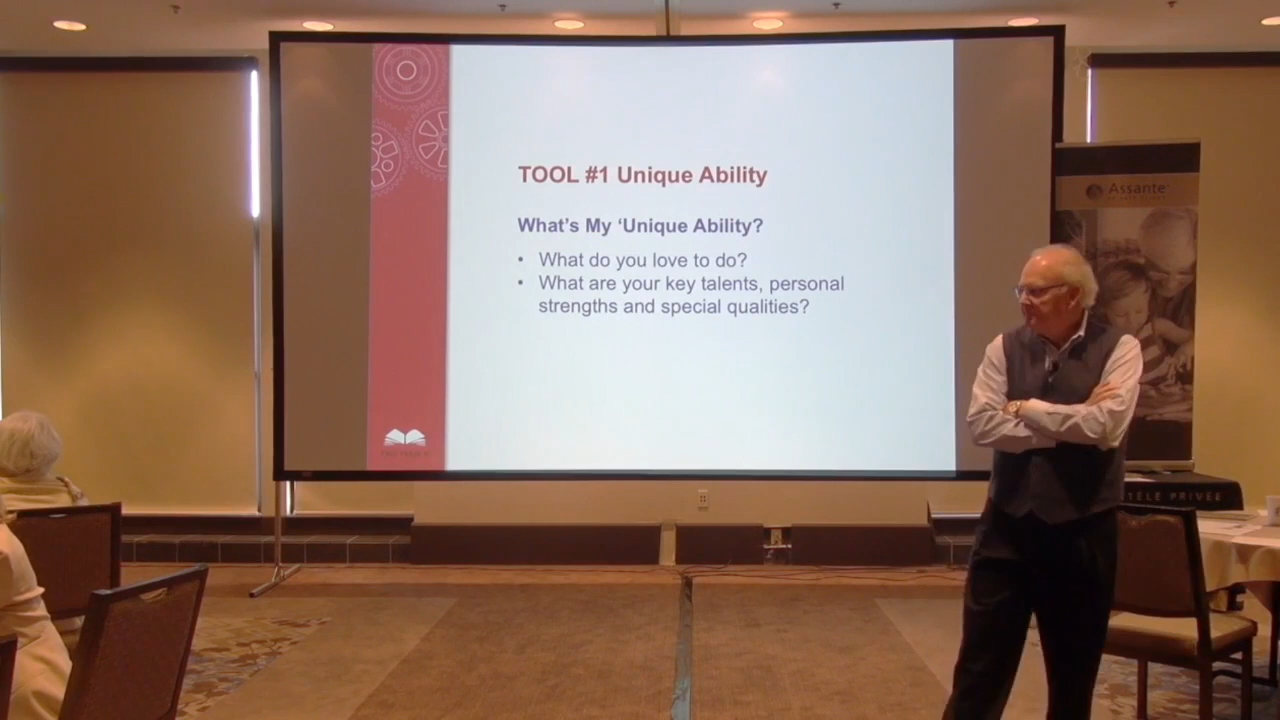 TOOL #1 Unique Ability
What's My ‘Unique Ability?
• What do you love to do?
• What are your key talents, personal
strengths and special qualities?
Assante
TÉLÉ PRIVÉE